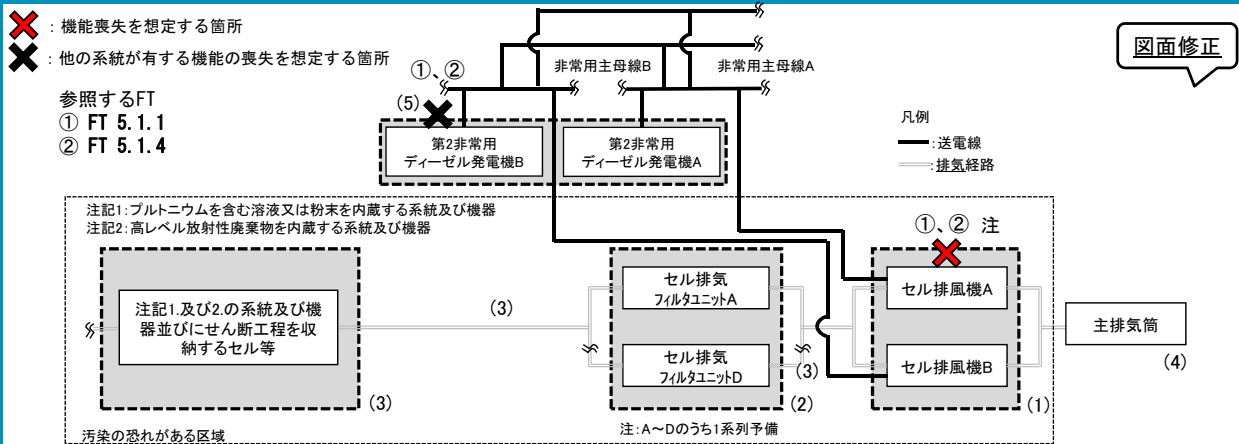 ：機能喪失を想定する箇所
：他の系統が有する機能の喪失を想定する箇所
図面修正
参照するFT
① FT 5.1.1
② FT 5.1.4
①、②
(5)
非常用主母線B
非常用主母線A
第2非常用
ディーゼル発電機B
第2非常用
ディーゼル発電機A
凡例
：送電線
：排気経路
注記1：プルトニウムを含む溶液又は粉末を内蔵する系統及び機器
注記2：高レベル放射性廃棄物を内蔵する系統及び機器
①、② 注
注記1.及び2.の系統及び機
器並びにせん断工程を収
納するセル等
(3)
(3)
セル排気
フィルタユニットA
セル排気
フィルタユニットD
(3)
(2)
セル排風機A
セル排風機B
(1)
主排気筒
(4)
汚染の恐れがある区域
注：A～Dのうち1系列予備